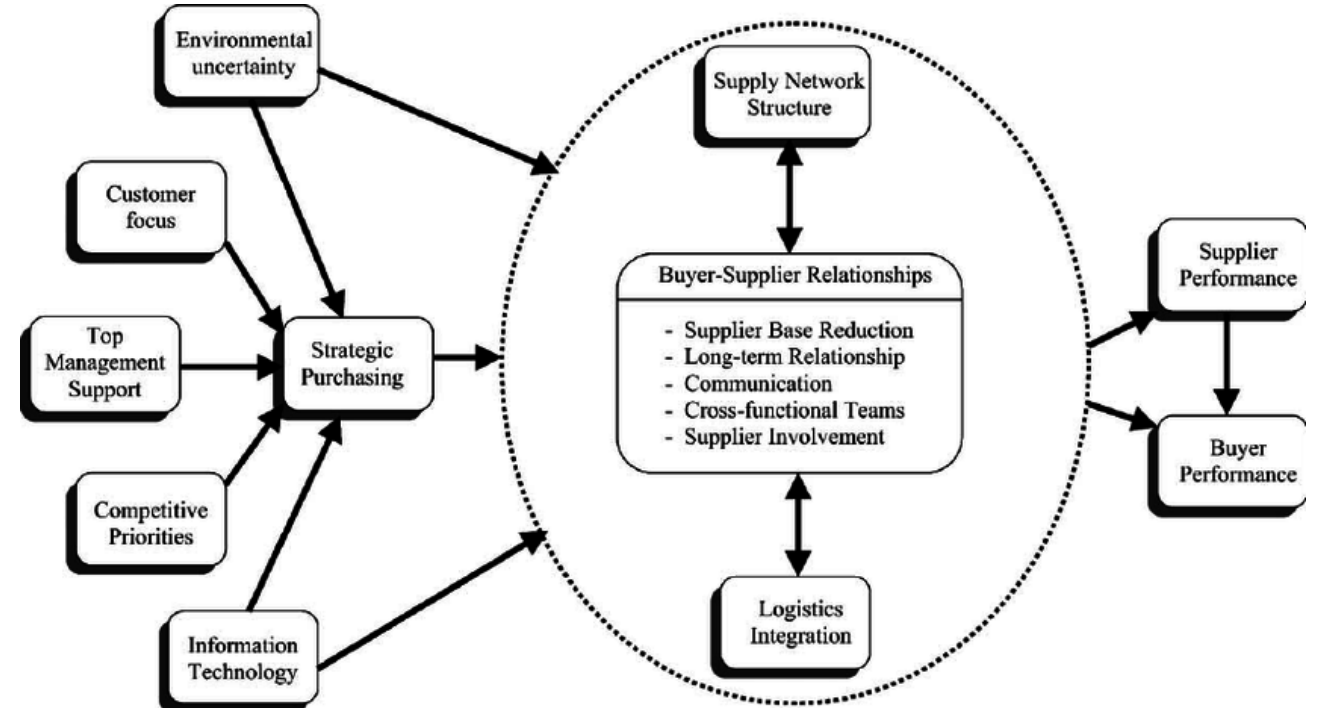 Environmental
uncertainty
Customer
focus
Top
Management
Support
Competitive
Priorities
Information
Technology
Strategic
Purchasing
Supply Network
Structure
Buyer-Supplier Relationships
- Supplier Base Reduction
- Long-term Relationship
- Communication
- Cross-functional Teams
- Supplier Involvement
Logistics
Integration
Supplier
Performance
Buyer
Performance